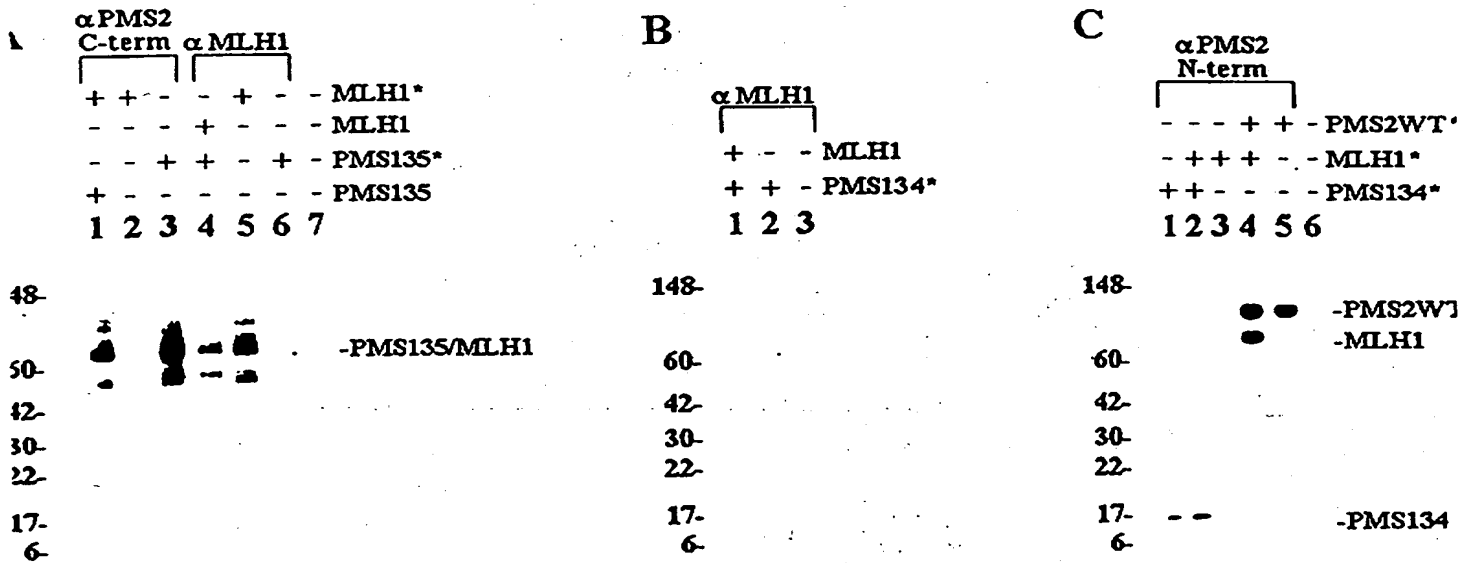 αPMS2
C-term αMLH1
+ + - - + - - MLH1*
- - - + - - - MLH1
- - + + - + - PMS135*
+ - - - - - - PMS135
1 2 3 4 5 6 7
48-
50-
42-
30-
22-
17-
6-
-PMS135/MLH1
B
αMLH1
+ - - MLH1
+ + - PMS134*
1 2 3
148-
60-
42-
30-
22-
17-
6-
C
αPMS2
N-term
- - - + + - PMS2WT*
- + + + - - MLH1*
+ + - - - - PMS134*
1 2 3 4 5 6
148-
60-
42-
30-
22-
17-
6-
-PMS2WT
-MLH1
-PMS134